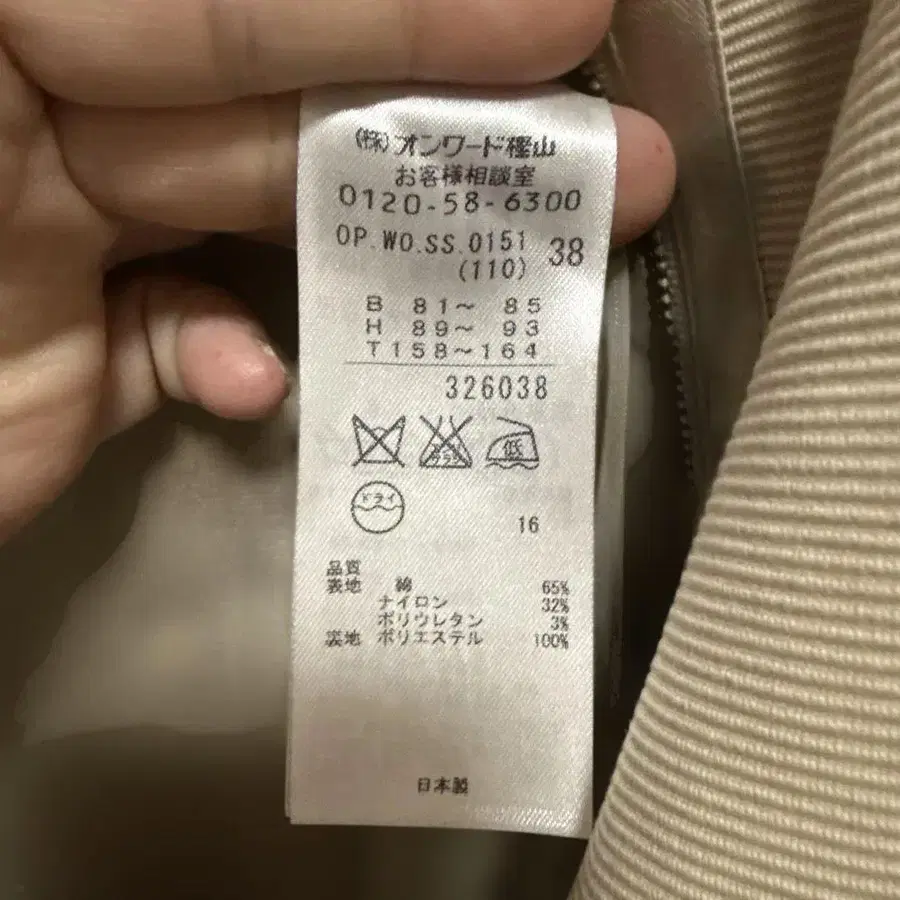 (株)オンワード樫山
お客様相談室
0120-58-6300
OP.WO.SS.0151 38
(110)
B 81～ 85
H 89～ 93
T158～164
326038
低
ドライ
16
品質
表地 綿 65%
ナイロン 32%
ポリウレタン 3%
裏地 ポリエステル 100%
日本製